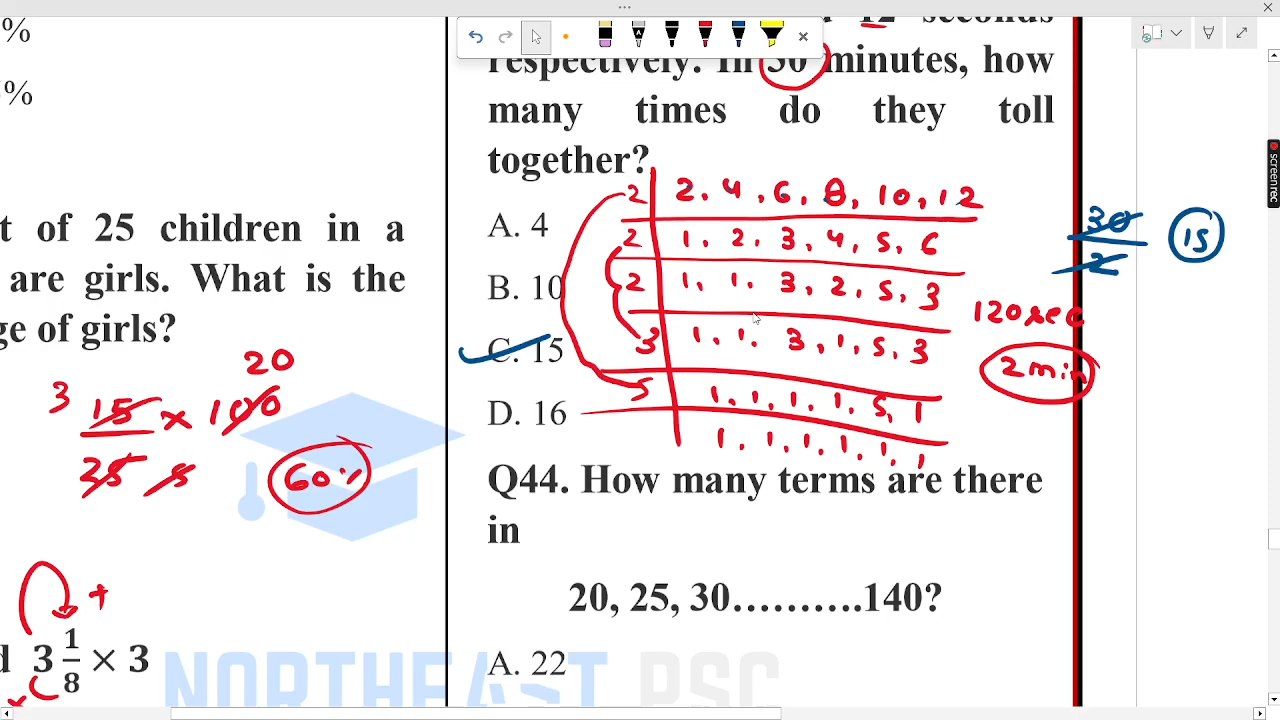 %
%
t of 25 children in a
are girls. What is the
ge of girls?
3 15 × 100 20
25 5
60%
+
d 3 1/8 × 3
12 seconds
respectively. In 30 minutes, how
many times do they toll
together?
2 2, 4, 6, 8, 10, 12
2 1, 2, 3, 4, 5, 6
2 1, 1, 3, 2, 5, 3
3 1, 1, 3, 1, 5, 3
5 1, 1, 1, 1, 5, 1
1, 1, 1, 1, 1, 1
A. 4
B. 10
C. 15
D. 16
120sec
2 min
30
2
15
Q44. How many terms are there
in
20, 25, 30……….140?
A. 22
NORTHEAST PSC
screenrec